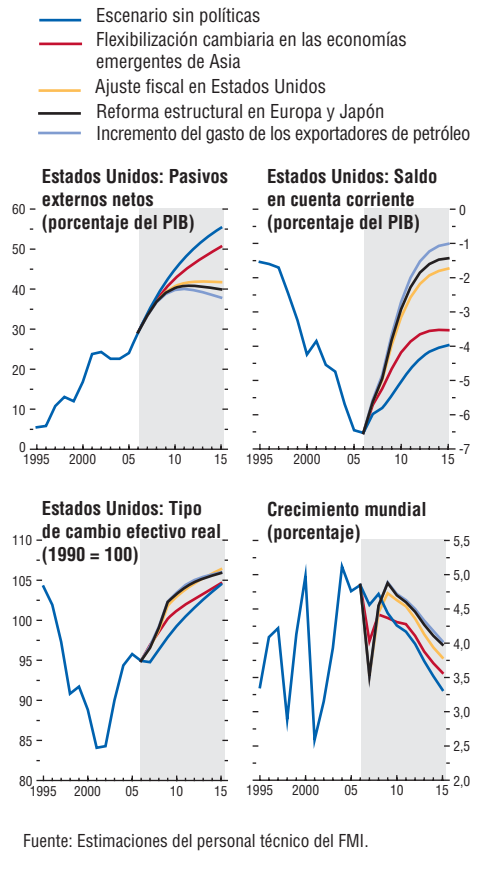 Escenario sin políticas
Flexibilización cambiaria en las economías
emergentes de Asia
Ajuste fiscal en Estados Unidos
Reforma estructural en Europa y Japón
Incremento del gasto de los exportadores de petróleo
Estados Unidos: Pasivos
externos netos
(porcentaje del PIB)
60
50
40
30
20
10
0
1995 2000 05 10 15
Estados Unidos: Saldo
en cuenta corriente
(porcentaje del PIB)
0
-1
-2
-3
-4
-5
-6
-7
1995 2000 05 10 15
Estados Unidos: Tipo
de cambio efectivo real
(1990 = 100)
110
105
100
95
90
85
80
1995 2000 05 10 15
Crecimiento mundial
(porcentaje)
5,5
5,0
4,5
4,0
3,5
3,0
2,5
2,0
1995 2000 05 10 15
Fuente: Estimaciones del personal técnico del FMI.